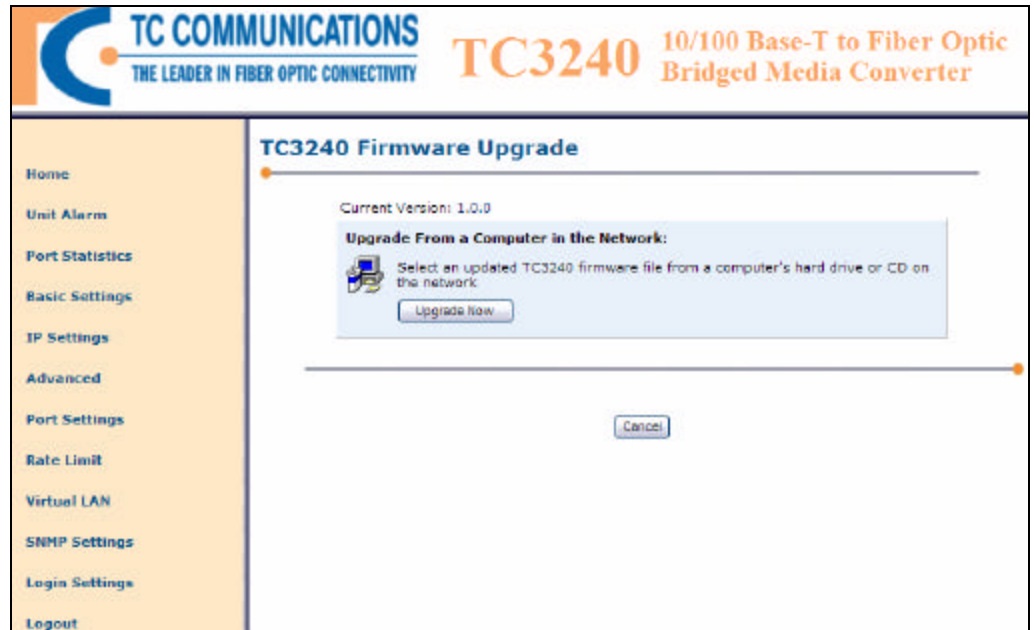 TC COMMUNICATIONS
THE LEADER IN FIBER OPTIC CONNECTIVITY
TC3240
10/100 Base-T to Fiber Optic
Bridged Media Converter
Home
Unit Alarm
Port Statistics
Basic Settings
IP Settings
Advanced
Port Settings
Rate Limit
Virtual LAN
SNMP Settings
Login Settings
Logout
TC3240 Firmware Upgrade
Current Version: 1.0.0
Upgrade From a Computer in the Network:
Select an updated TC3240 firmware file from a computer's hard drive or CD on
the network
Upgrade Now
Cancel